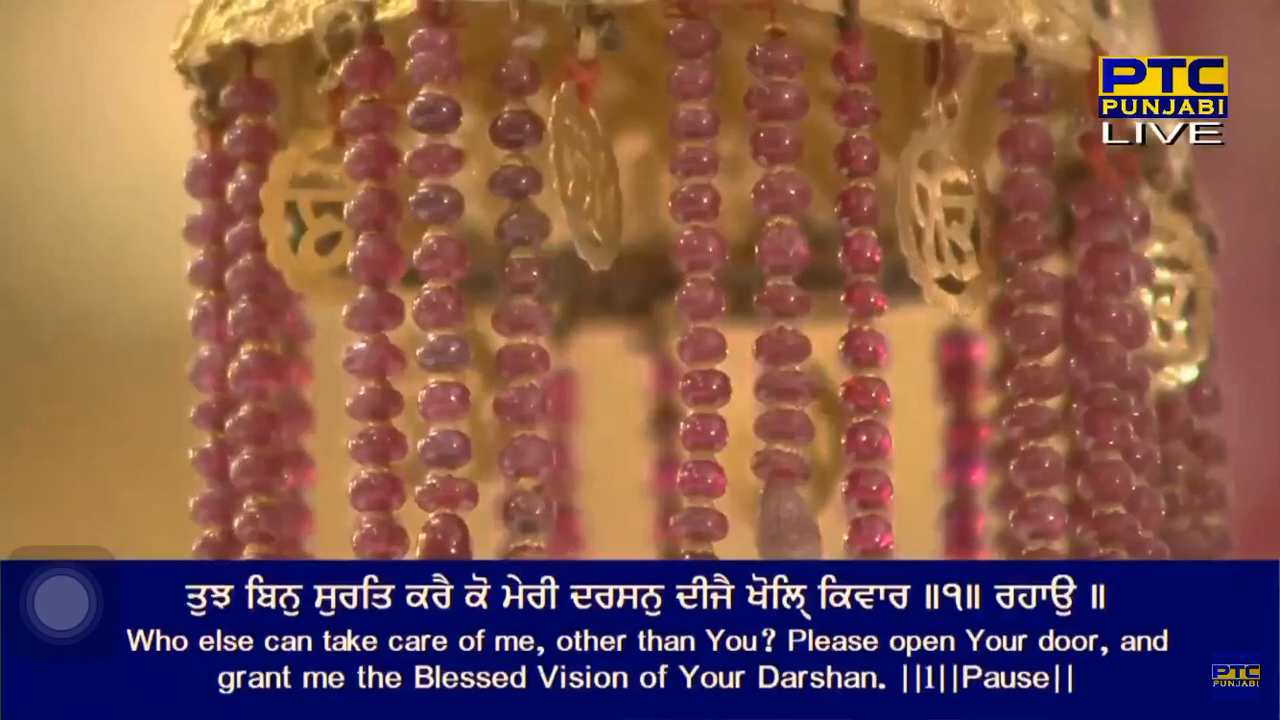 PTC
PUNJABI
LIVE
ਤੁਝ ਬਿਨੁ ਸੁਰਤਿ ਕਰੈ ਕੋ ਮੇਰੀ ਦਰਸਨੁ ਦੀਜੈ ਖੋਲਿੑ ਕਿਵਾਰ ॥੧॥ ਰਹਾਉ ॥
Who else can take care of me, other than You? Please open Your door, and
grant me the Blessed Vision of Your Darshan. ||1||Pause||
PTC
PUNJABI